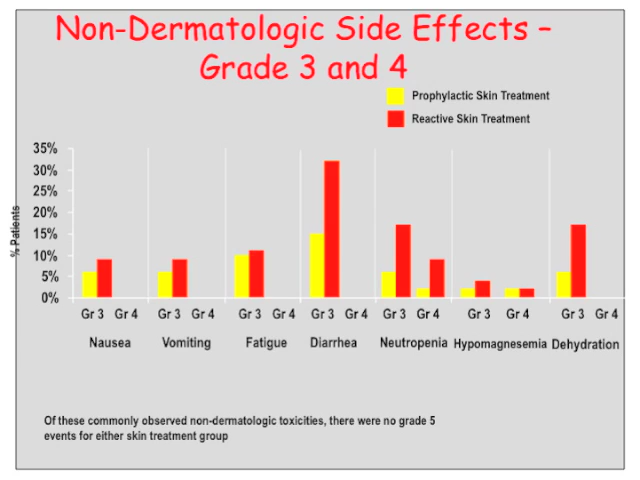 Non-Dermatologic Side Effects –
Grade 3 and 4
Prophylactic Skin Treatment
Reactive Skin Treatment
% Patients
35%
30%
25%
20%
15%
10%
5%
0%
Gr 3 Gr 4 Gr 3 Gr 4 Gr 3 Gr 4 Gr 3 Gr 4 Gr 3 Gr 4 Gr 3 Gr 4 Gr 3 Gr 4
Nausea Vomiting Fatigue Diarrhea Neutropenia Hypomagnesemia Dehydration
Of these commonly observed non-dermatologic toxicities, there were no grade 5
events for either skin treatment group